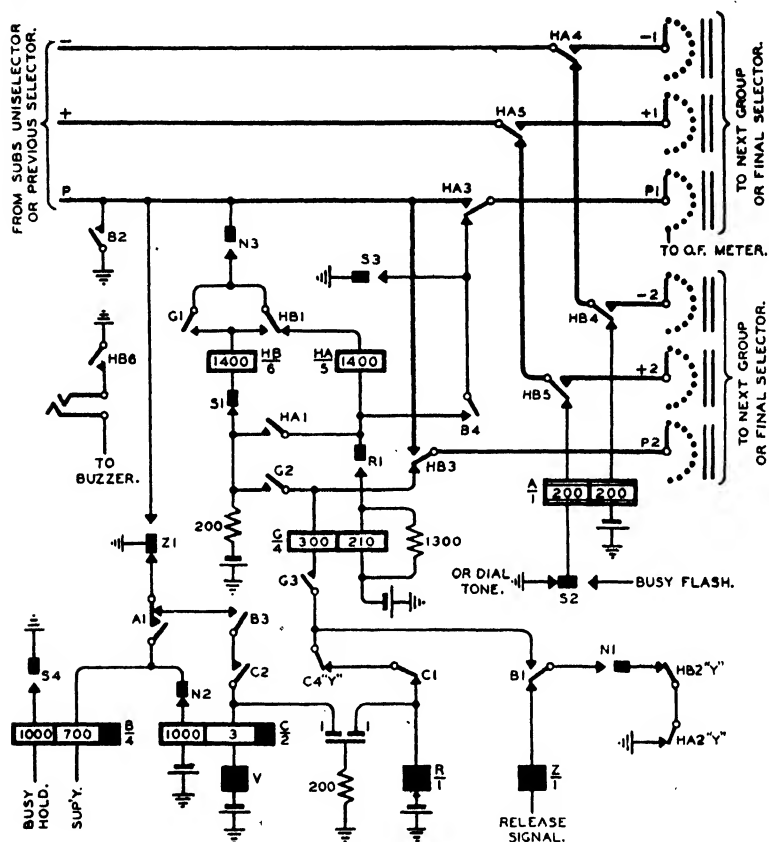 FROM SUBS UNISELECTOR
OR PREVIOUS SELECTOR.
−
HA4
−1
+
HA5
+1
P
HA3
P1
TO NEXT GROUP
OR FINAL SELECTOR.
TO O.F. METER.
B2
N3
S3
G1
HB1
HB4
−2
HB6
1400
HB
6
HA
5
1400
HB5
+2
TO NEXT GROUP
OR FINAL SELECTOR.
S1
HA1
B4
P2
TO
BUZZER.
R1
HB3
G2
200
G
4
300
210
1300
A
1
200
200
Z1
OR DIAL
TONE.
S2
BUSY FLASH.
G3
A1
B3
S4
C2
C4"Y"
C1
B1
N1
HB2"Y"
N2
HA2"Y"
1000
700
B
4
1000
3
C
2
1
1
BUSY
HOLD.
SUP'Y.
V
200
R
1
Z
1
RELEASE
SIGNAL.